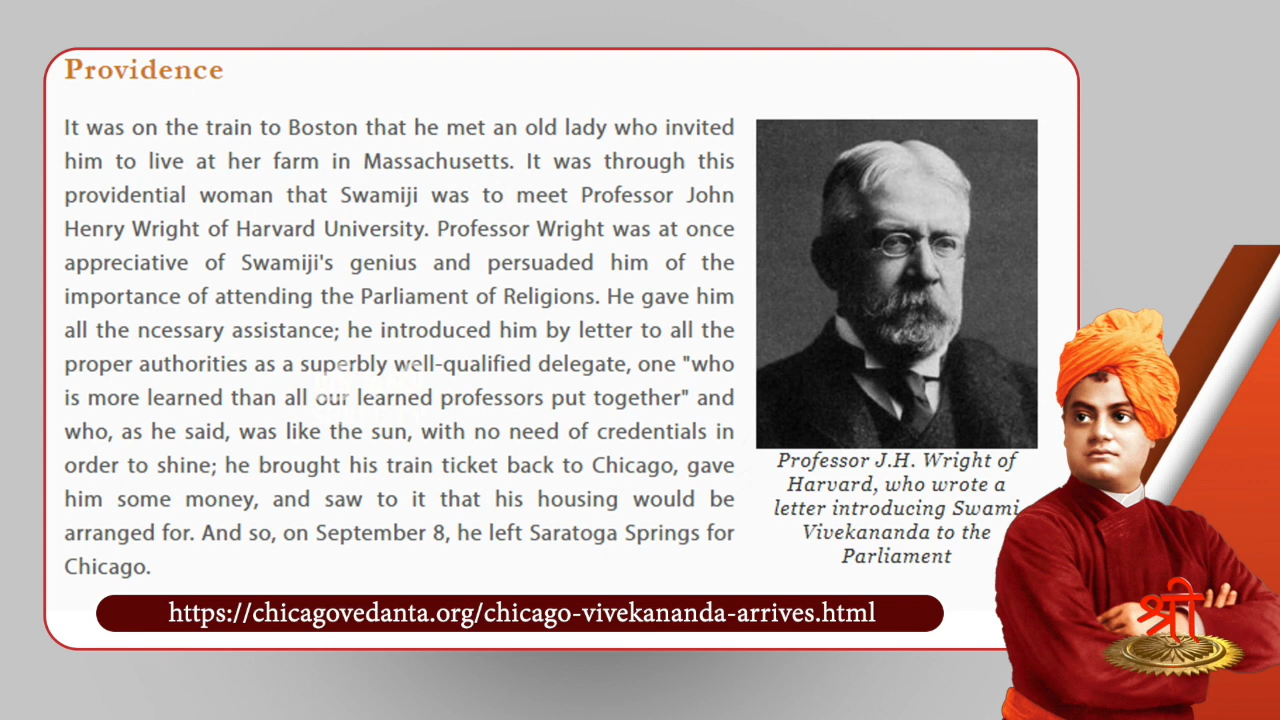 Providence
It was on the train to Boston that he met an old lady who invited
him to live at her farm in Massachusetts. It was through this
providential woman that Swamiji was to meet Professor John
Henry Wright of Harvard University. Professor Wright was at once
appreciative of Swamiji's genius and persuaded him of the
importance of attending the Parliament of Religions. He gave him
all the ncessary assistance; he introduced him by letter to all the
proper authorities as a superbly well-qualified delegate, one "who
is more learned than all our learned professors put together" and
who, as he said, was like the sun, with no need of credentials in
order to shine; he brought his train ticket back to Chicago, gave
him some money, and saw to it that his housing would be
arranged for. And so, on September 8, he left Saratoga Springs for
Chicago.
Professor J.H. Wright of
Harvard, who wrote a
letter introducing Swami
Vivekananda to the
Parliament
https://chicagovedanta.org/chicago-vivekananda-arrives.html
श्री